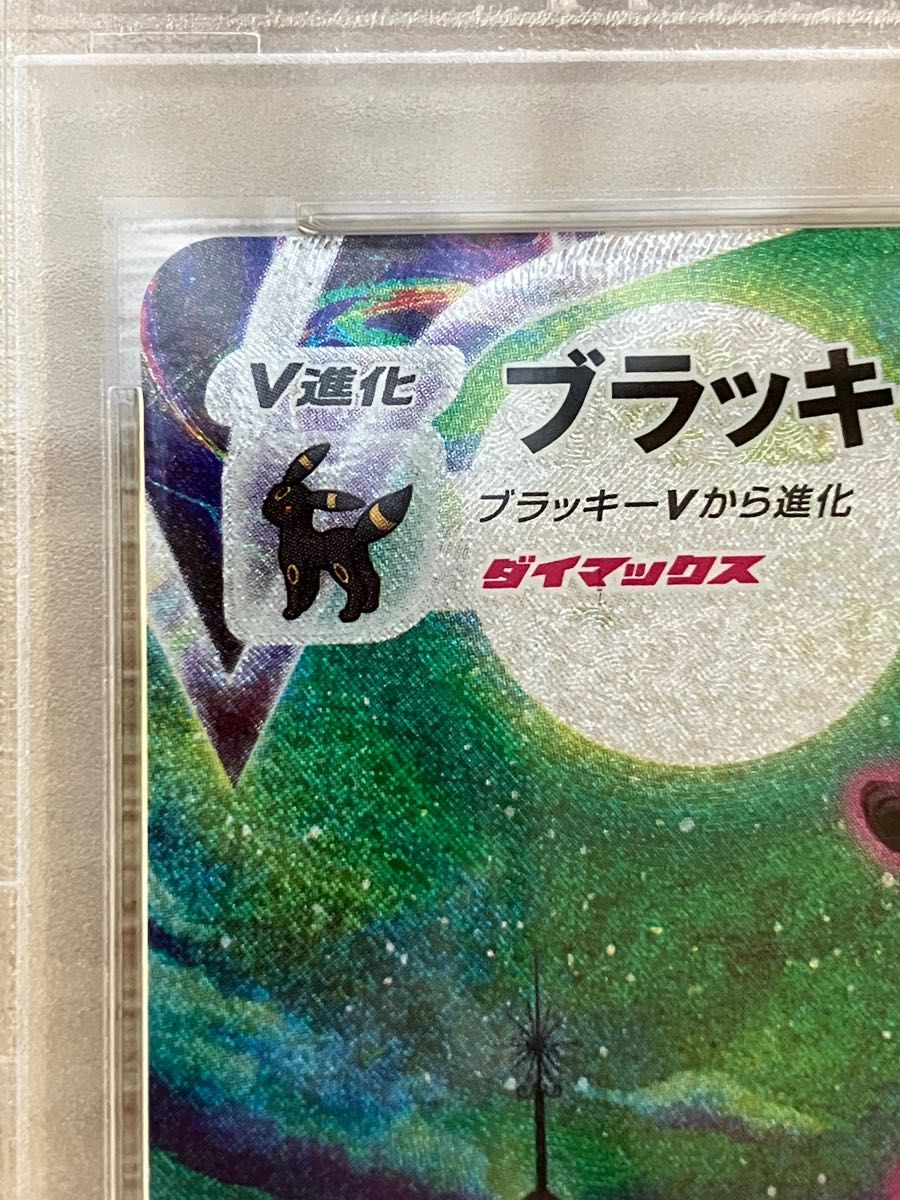 V進化
ブラッキ
ブラッキーVから進化
ダイマックス